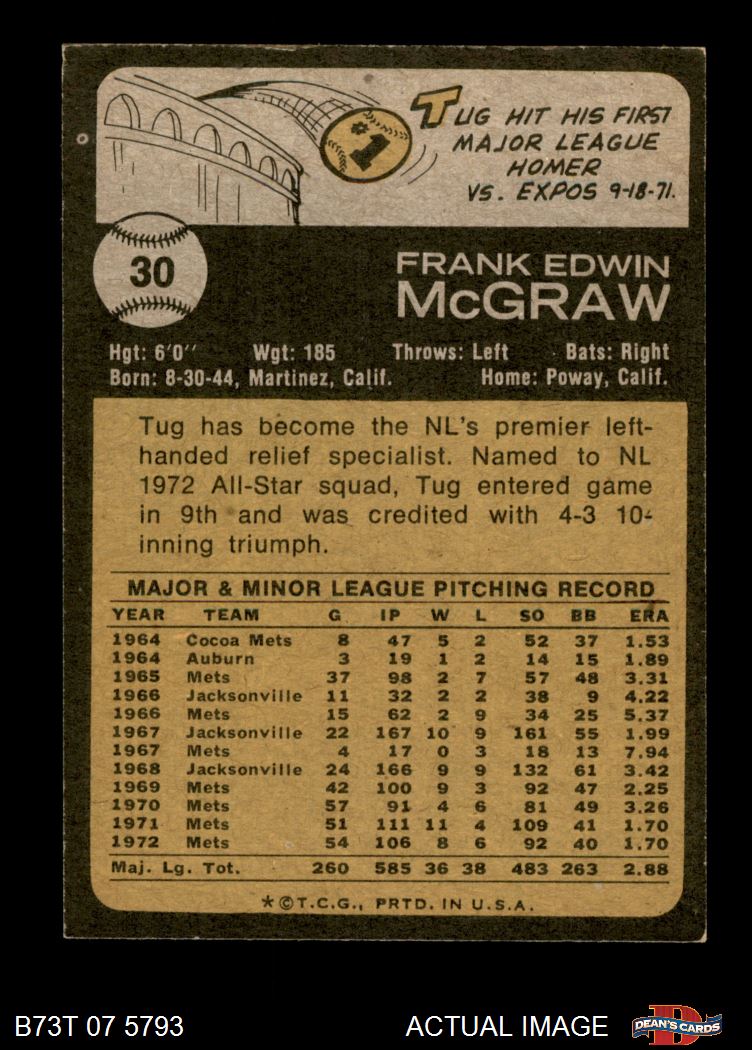 #1
TUG HIT HIS FIRST
MAJOR LEAGUE
HOMER
VS. EXPOS 9-18-71.
30
FRANK EDWIN
McGRAW
Hgt: 6'0" Wgt: 185 Throws: Left Bats: Right
Born: 8-30-44, Martinez, Calif. Home: Poway, Calif.
Tug has become the NL's premier left-
handed relief specialist. Named to NL
1972 All-Star squad, Tug entered game
in 9th and was credited with 4-3 10-
inning triumph.
MAJOR & MINOR LEAGUE PITCHING RECORD
YEAR TEAM G IP W L SO BB ERA
1964 Cocoa Mets 8 47 5 2 52 37 1.53
1964 Auburn 3 19 1 2 14 15 1.89
1965 Mets 37 98 2 7 57 48 3.31
1966 Jacksonville 11 32 2 2 38 9 4.22
1966 Mets 15 62 2 9 34 25 5.37
1967 Jacksonville 22 167 10 9 161 55 1.99
1967 Mets 4 17 0 3 18 13 7.94
1968 Jacksonville 24 166 9 9 132 61 3.42
1969 Mets 42 100 9 3 92 47 2.25
1970 Mets 57 91 4 6 81 49 3.26
1971 Mets 51 111 11 4 109 41 1.70
1972 Mets 54 106 8 6 92 40 1.70
Maj. Lg. Tot. 260 585 36 38 483 263 2.88
*©T.C.G., PRTD. IN U.S.A.
B73T 07 5793 ACTUAL IMAGE D DEAN'S CARDS